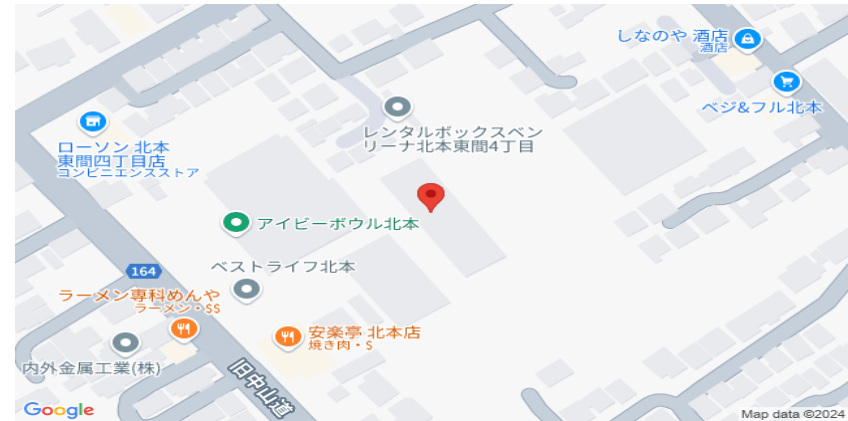 しなのや 酒店
酒店
ベジ&フル北本
レンタルボックスベン
リーナ北本東間4丁目
ローソン 北本
東間四丁目店
コンビニエンスストア
アイビーボウル北本
164
ベストライフ北本
ラーメン専科めんや
ラーメン・$$
安楽亭 北本店
焼き肉・$
内外金属工業(株)
旧中山道
Google
Map data ©2024